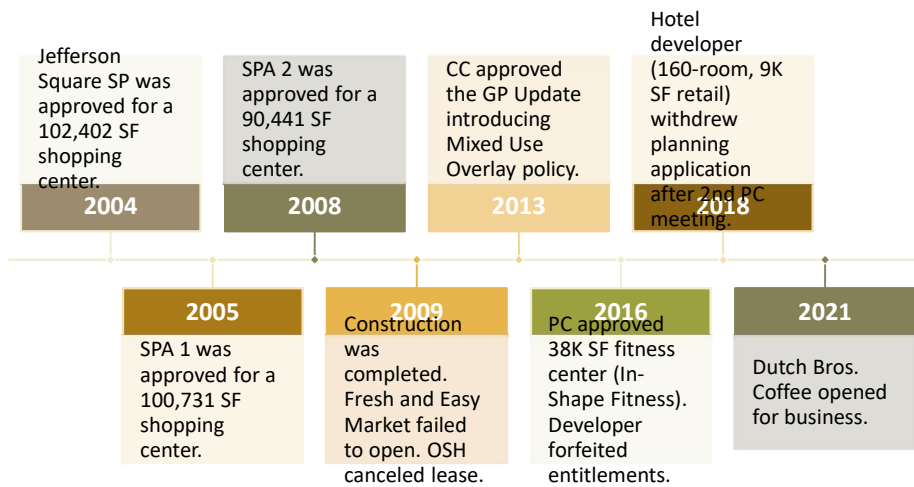 Jefferson
Square SP was
approved for a
102,402 SF
shopping
center.
2004
SPA 2 was
approved for a
90,441 SF
shopping
center.
2008
CC approved
the GP Update
introducing
Mixed Use
Overlay policy.
2013
Hotel
developer
(160-room, 9K
SF retail)
withdrew
planning
application
after 2nd PC
meeting.
2018
2005
SPA 1 was
approved for a
100,731 SF
shopping
center.
2009
Construction
was
completed.
Fresh and Easy
Market failed
to open. OSH
canceled lease.
2016
PC approved
38K SF fitness
center (In-
Shape Fitness).
Developer
forfeited
entitlements.
2021
Dutch Bros.
Coffee opened
for business.